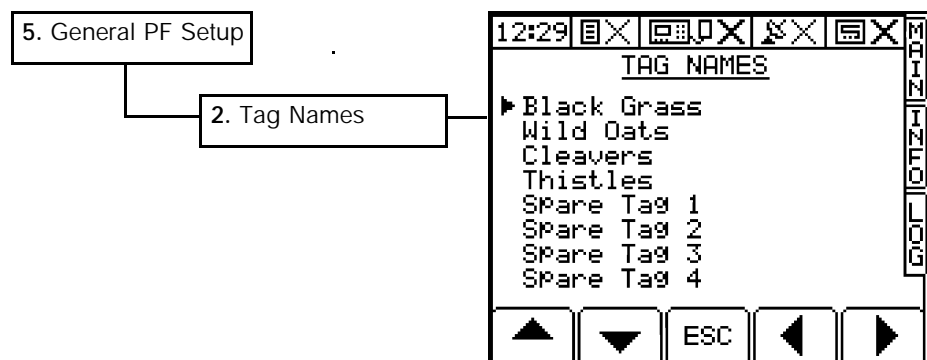 5. General PF Setup
2. Tag Names
12:29
TAG NAMES
Black Grass
Wild Oats
Cleavers
Thistles
Spare Tag 1
Spare Tag 2
Spare Tag 3
Spare Tag 4
MAIN
INFO
LOG
ESC